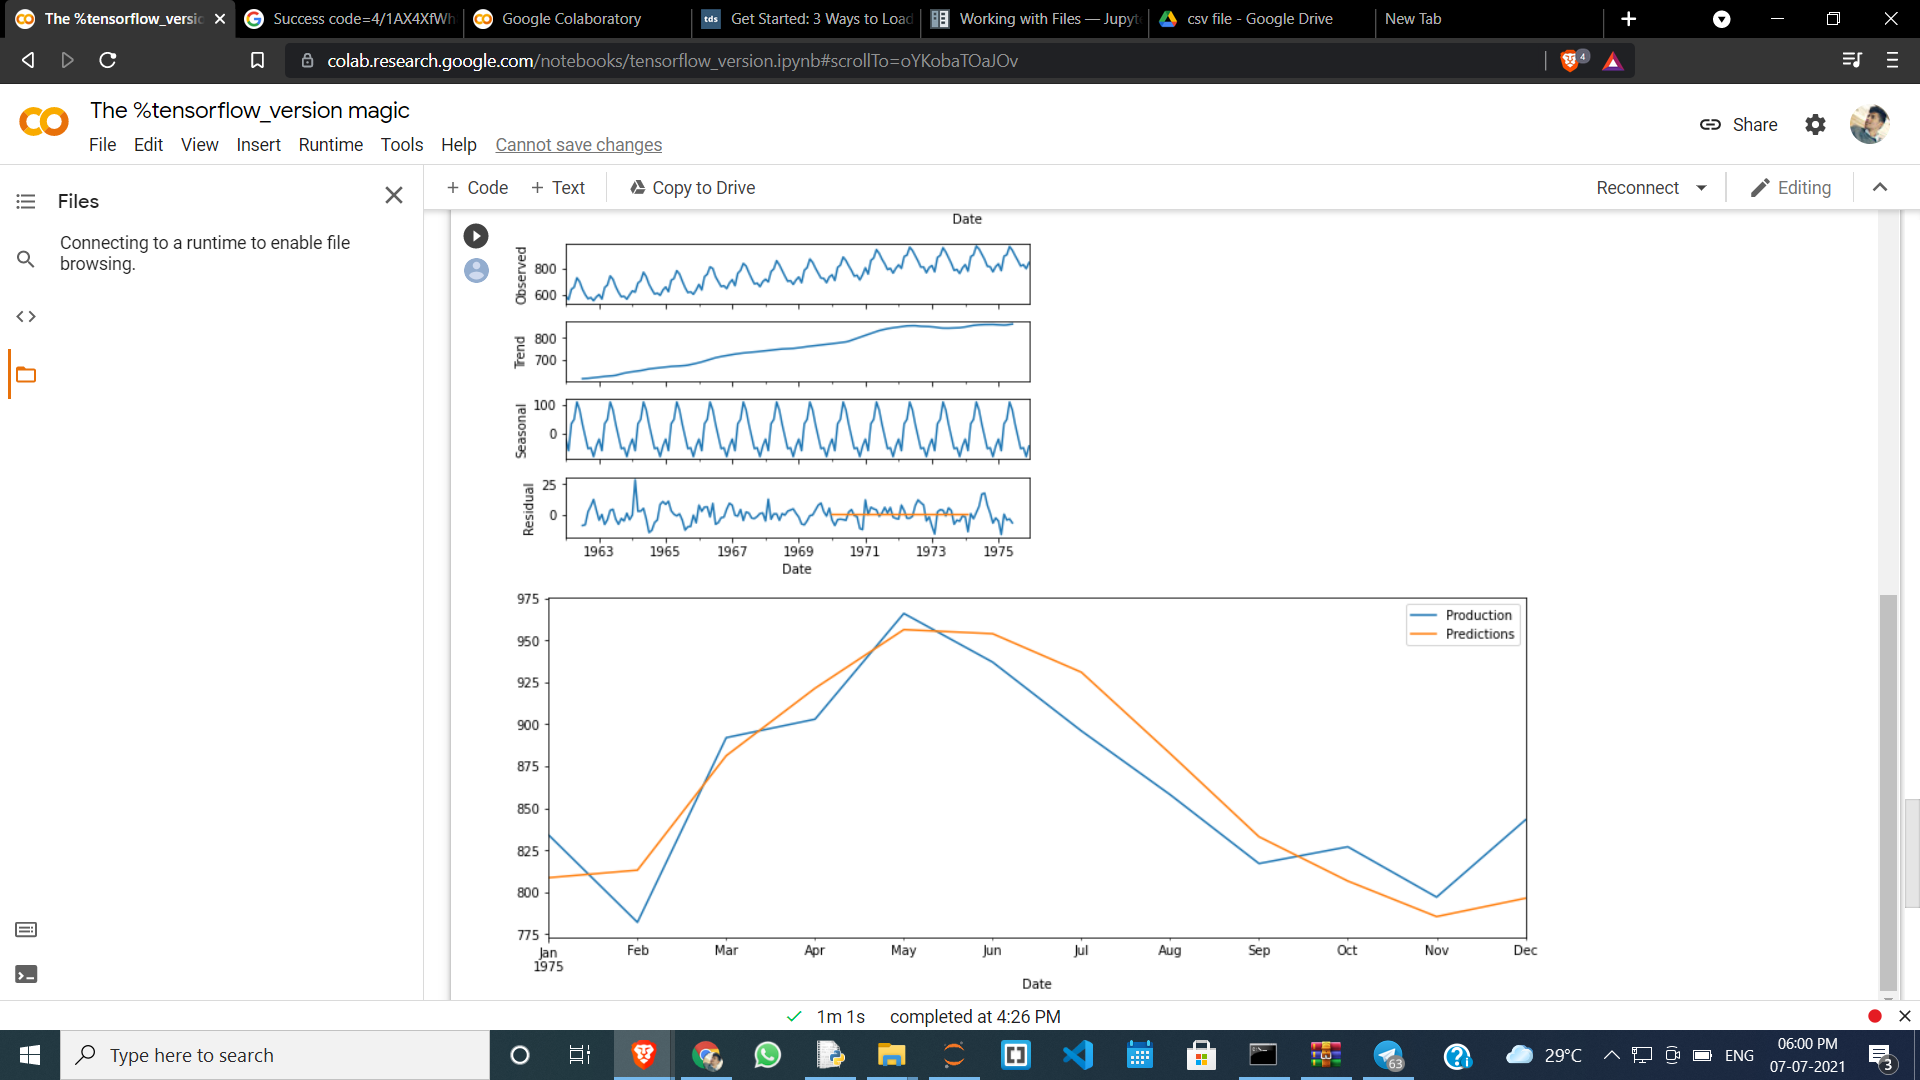 The %tensorflow_versio
Success code=4/1AX4XfWh
Google Colaboratory
tds
Get Started: 3 Ways to Load
Working with Files — Jupyt
csv file - Google Drive
New Tab
colab.research.google.com/notebooks/tensorflow_version.ipynb#scrollTo=oYKobaTOaJOv
4
The %tensorflow_version magic
File Edit View Insert Runtime Tools Help Cannot save changes
Share
Files
+ Code + Text
Copy to Drive
Reconnect
Editing
Connecting to a runtime to enable file
browsing.
Date
Observed
800
600
Trend
800
700
Seasonal
100
0
Residual
25
0
1963 1965 1967 1969 1971 1973 1975
Date
975
950
925
900
875
850
825
800
775
Production
Predictions
Jan Feb Mar Apr May Jun Jul Aug Sep Oct Nov Dec
1975
Date
1m 1s completed at 4:26 PM
Type here to search
63
29°C
ENG
06:00 PM
07-07-2021
3